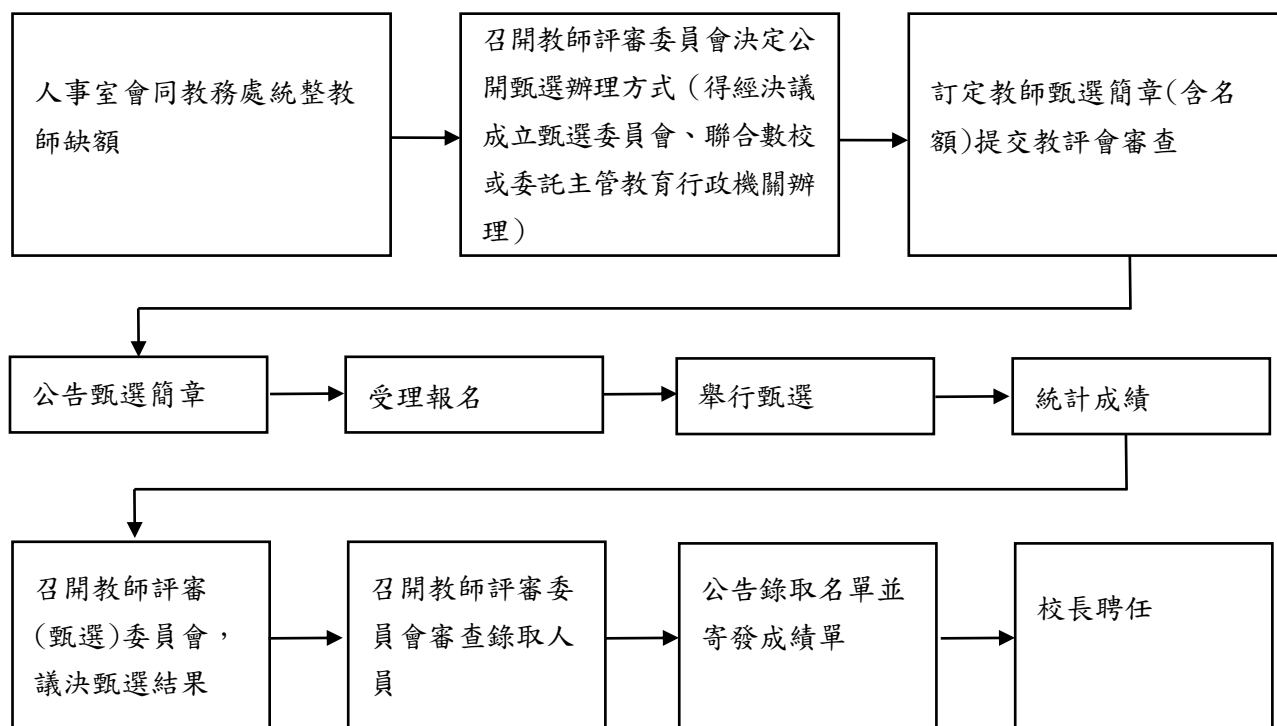 人事室會同教務處統整教
師缺額
召開教師評審委員會決定公
開甄選辦理方式（得經決議
成立甄選委員會、聯合數校
或委託主管教育行政機關辦
理）
訂定教師甄選簡章(含名
額)提交教評會審查
公告甄選簡章
受理報名
舉行甄選
統計成績
召開教師評審
(甄選)委員會，
議決甄選結果
召開教師評審委
員會審查錄取人
員
公告錄取名單並
寄發成績單
校長聘任